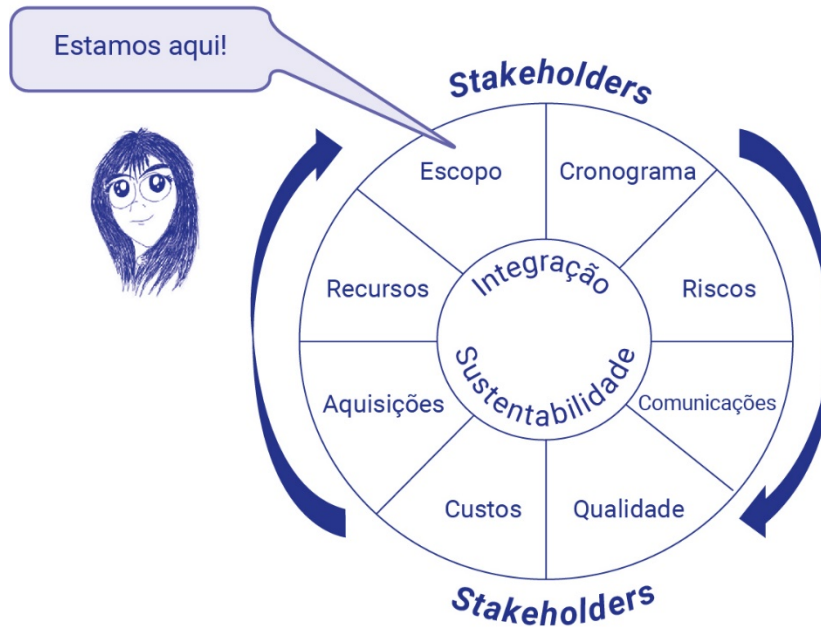 Estamos aqui!
Stakeholders
Escopo
Cronograma
Recursos
Integração
Riscos
Aquisições
Sustentabilidade
Comunicações
Custos
Qualidade
Stakeholders